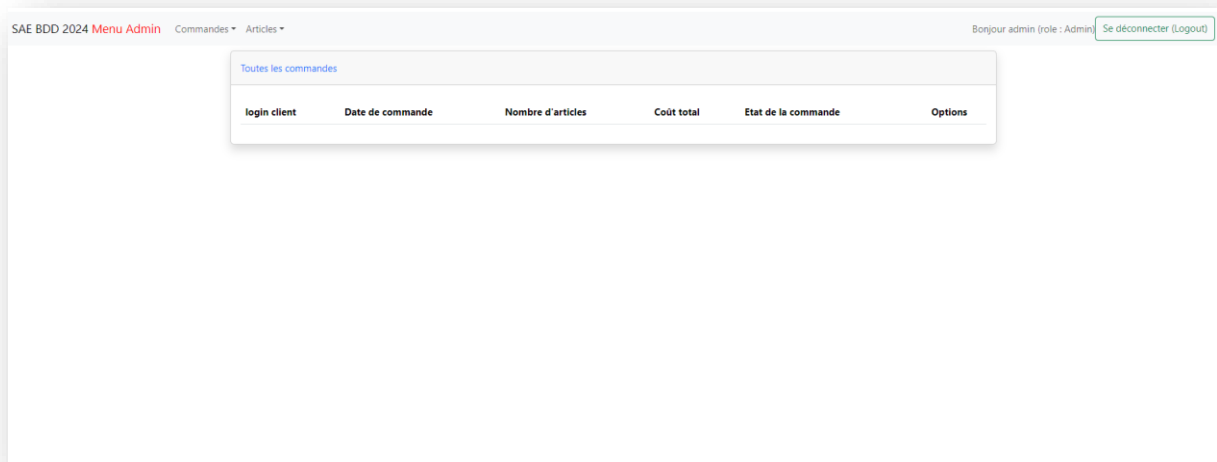 SAE BDD 2024 Menu Admin Commandes Articles Bonjour admin (role : Admin) Se déconnecter (Logout)
Toutes les commandes
login client Date de commande Nombre d'articles Coût total Etat de la commande Options